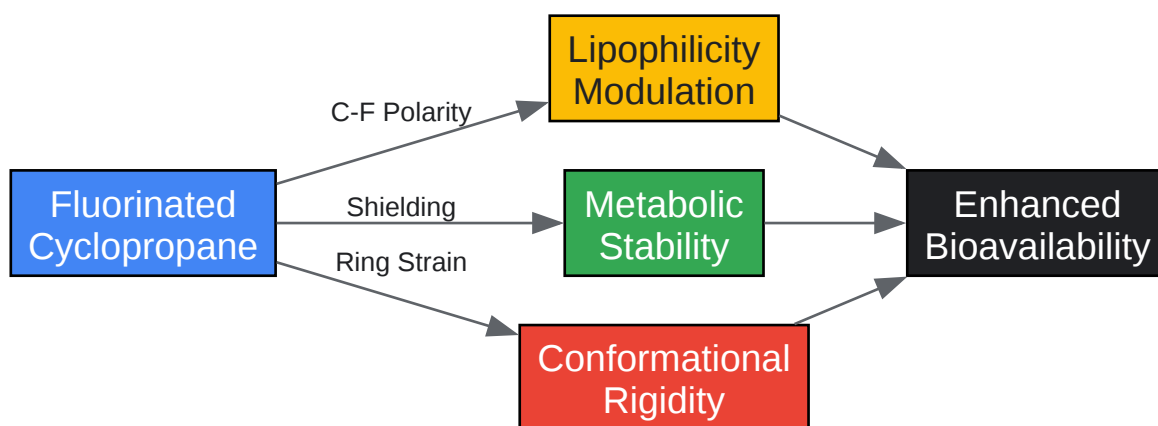 Fluorinated
Cyclopropane
C-F Polarity
Shielding
Ring Strain
Lipophilicity
Modulation
Metabolic
Stability
Conformational
Rigidity
Enhanced
Bioavailability